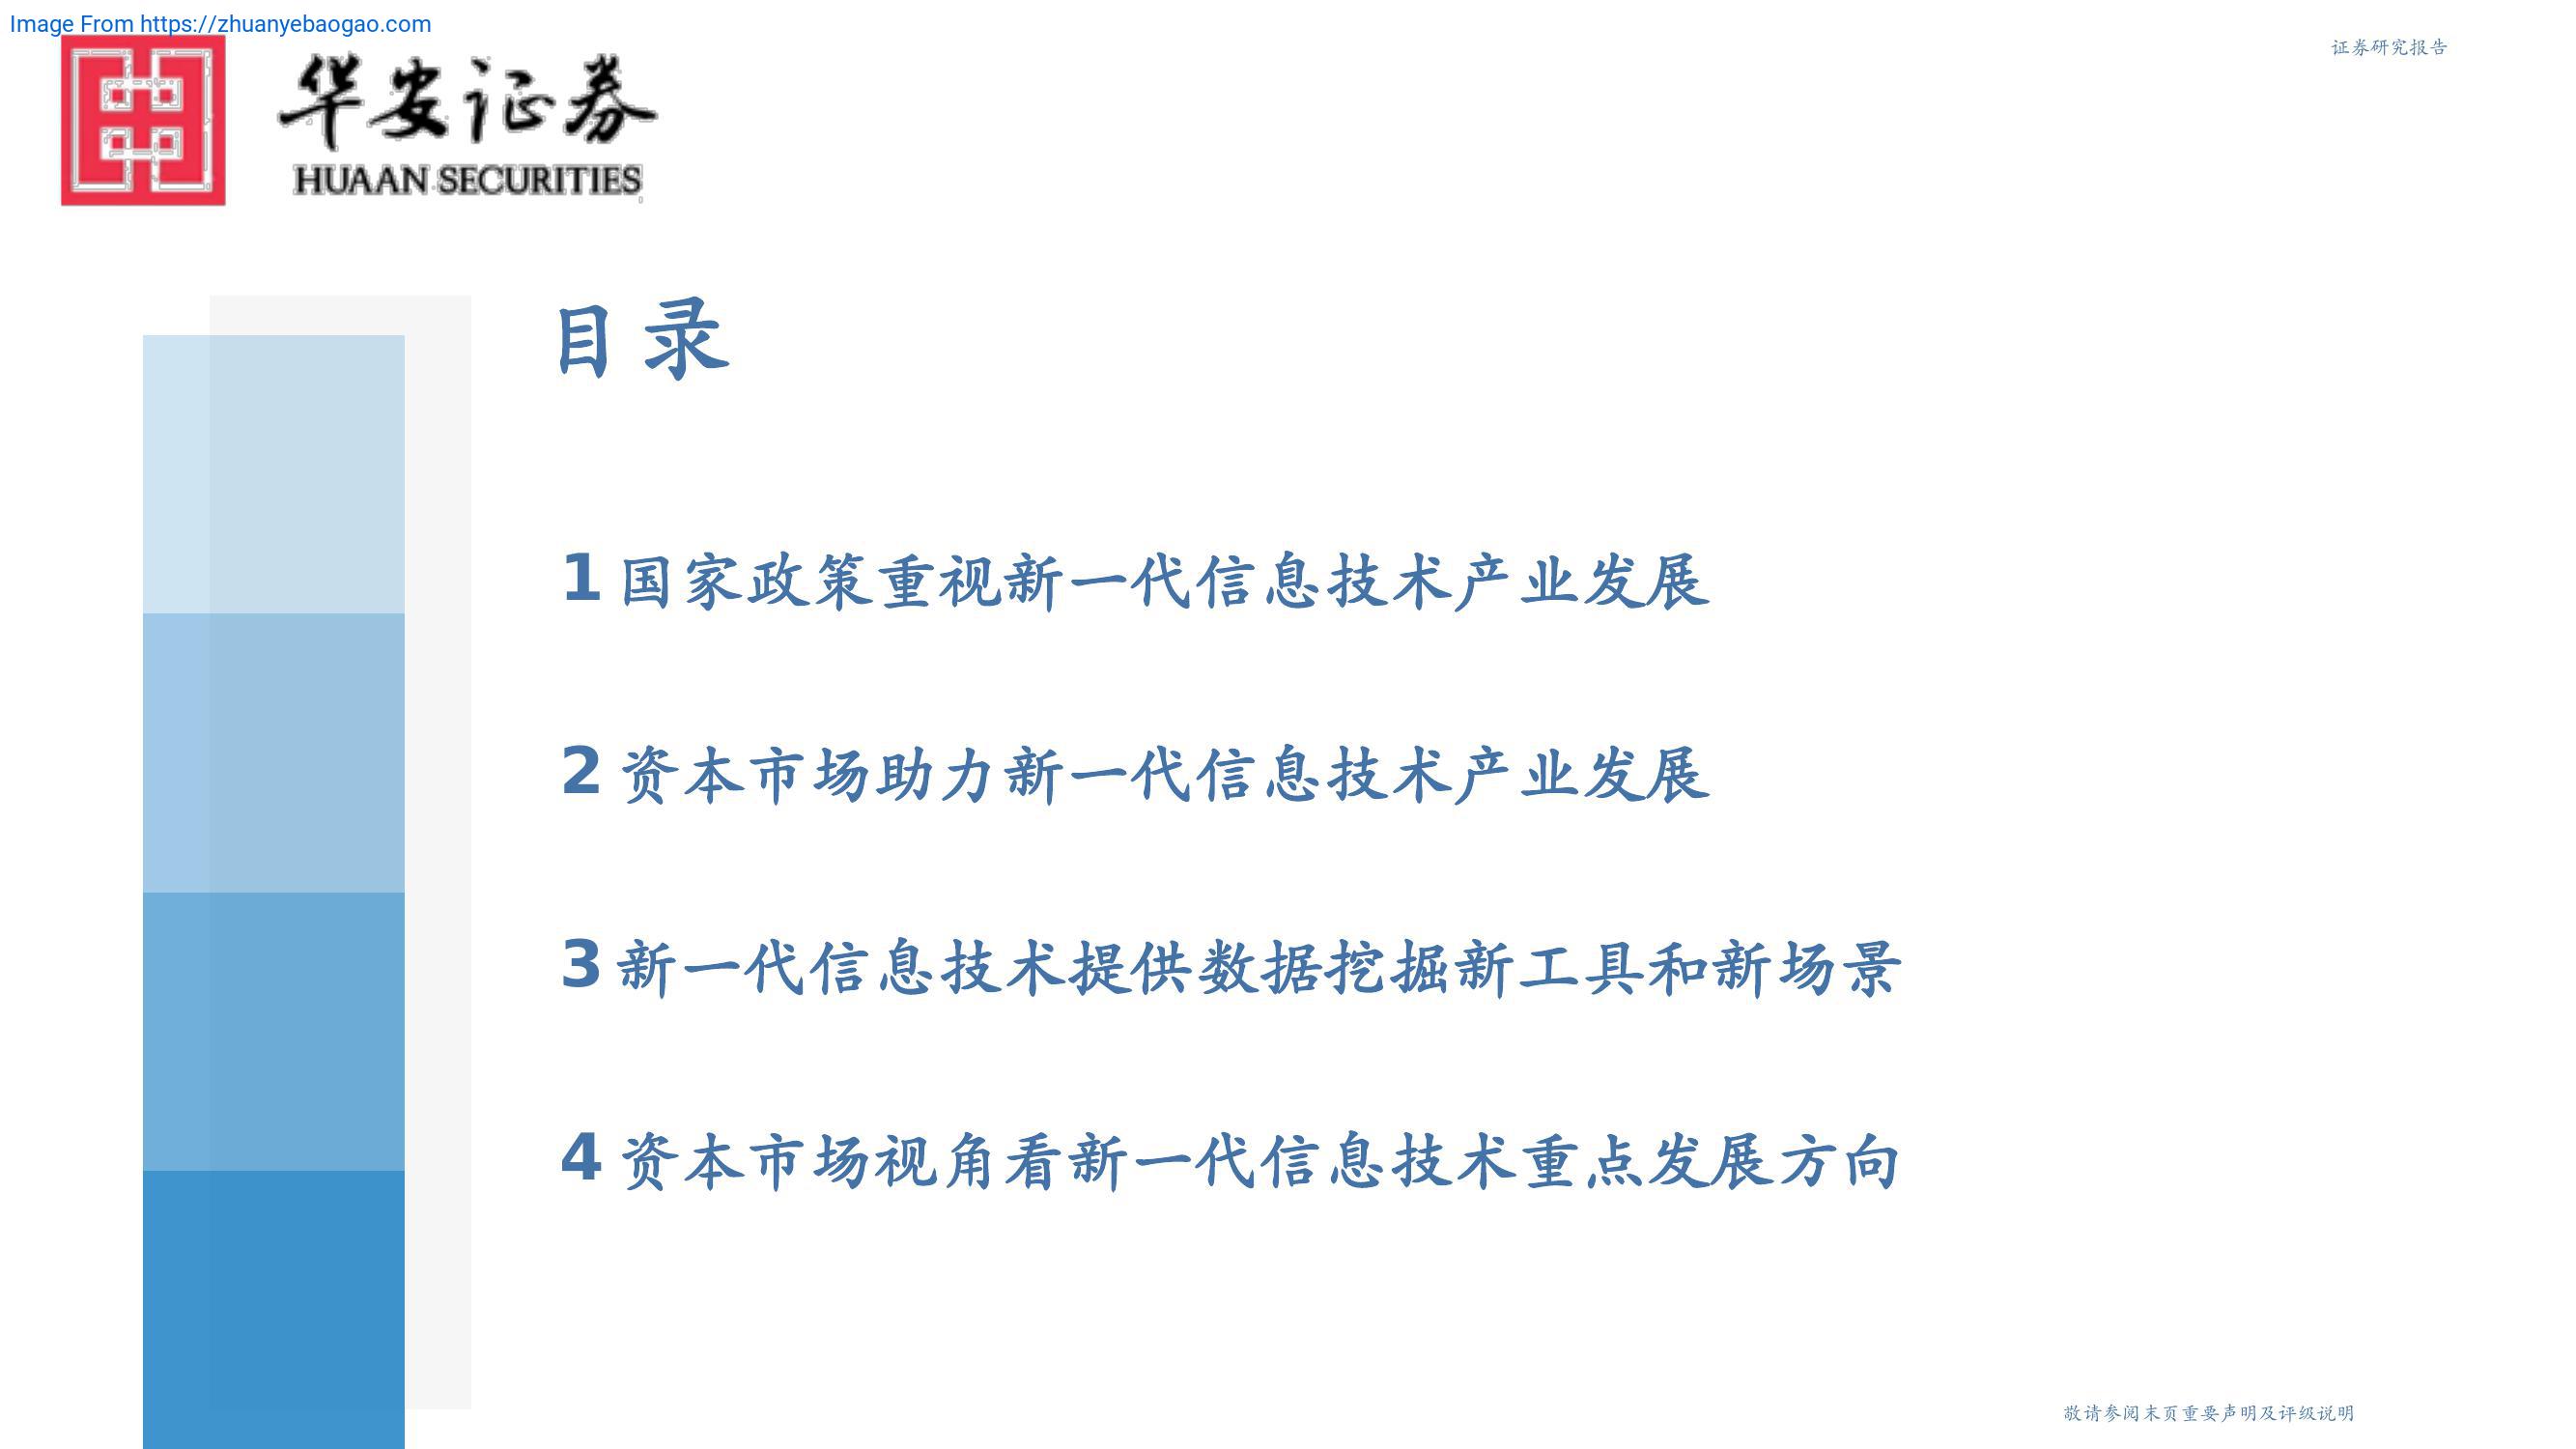 Image From https://zhuanyebaogao.com
证券研究报告
华安证券
HUAAN SECURITIES
目录
1 国家政策重视新一代信息技术产业发展
2 资本市场助力新一代信息技术产业发展
3 新一代信息技术提供数据挖掘新工具和新场景
4 资本市场视角看新一代信息技术重点发展方向
敬请参阅末页重要声明及评级说明